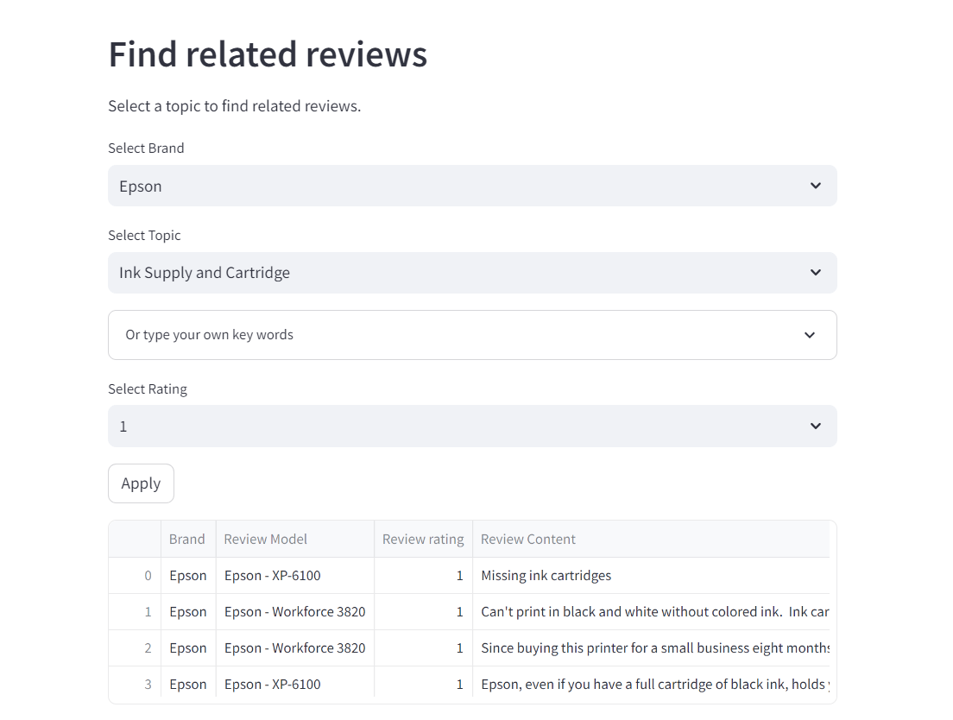 Find related reviews
Select a topic to find related reviews.
Select Brand
Epson
Select Topic
Ink Supply and Cartridge
Or type your own key words
Select Rating
1
Apply
Brand Review Model Review rating Review Content
0 Epson Epson - XP-6100 1 Missing ink cartridges
1 Epson Epson - Workforce 3820 1 Can't print in black and white without colored ink. Ink car
2 Epson Epson - Workforce 3820 1 Since buying this printer for a small business eight months
3 Epson Epson - XP-6100 1 Epson, even if you have a full cartridge of black ink, holds